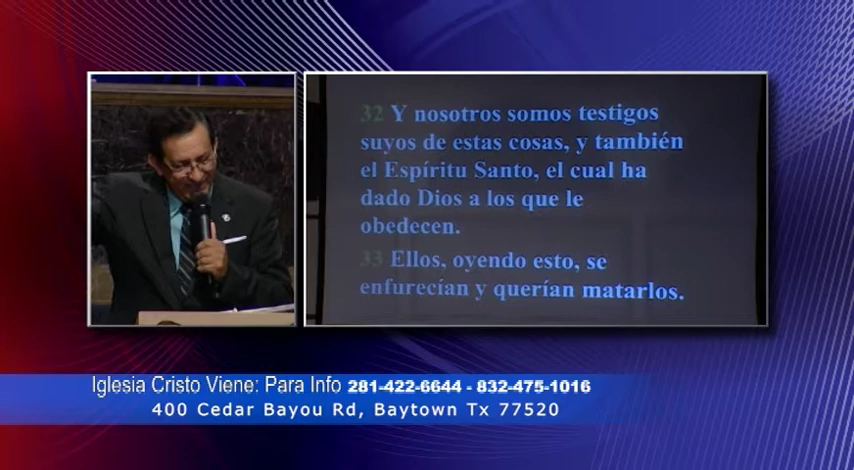 32 Y nosotros somos testigos
suyos de estas cosas, y también
el Espíritu Santo, el cual ha
dado Dios a los que le
obedecen.
33 Ellos, oyendo esto, se
enfurecían y querían matarlos.
Iglesia Cristo Viene: Para Info 281-422-6644 - 832-475-1016
400 Cedar Bayou Rd, Baytown Tx 77520